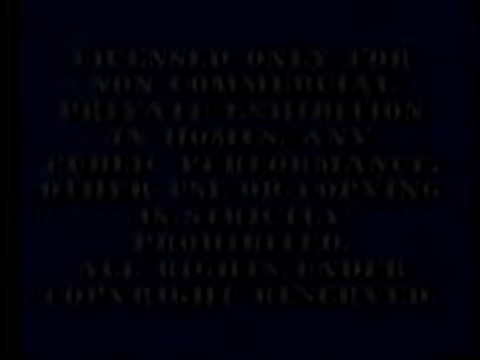 LICENSED ONLY FOR
NON COMMERCIAL
PRIVATE EXHIBITION
IN HOMES. ANY
PUBLIC PERFORMANCE,
OTHER USE OR COPYING
IS STRICTLY
PROHIBITED.
ALL RIGHTS UNDER
COPYRIGHT RESERVED.